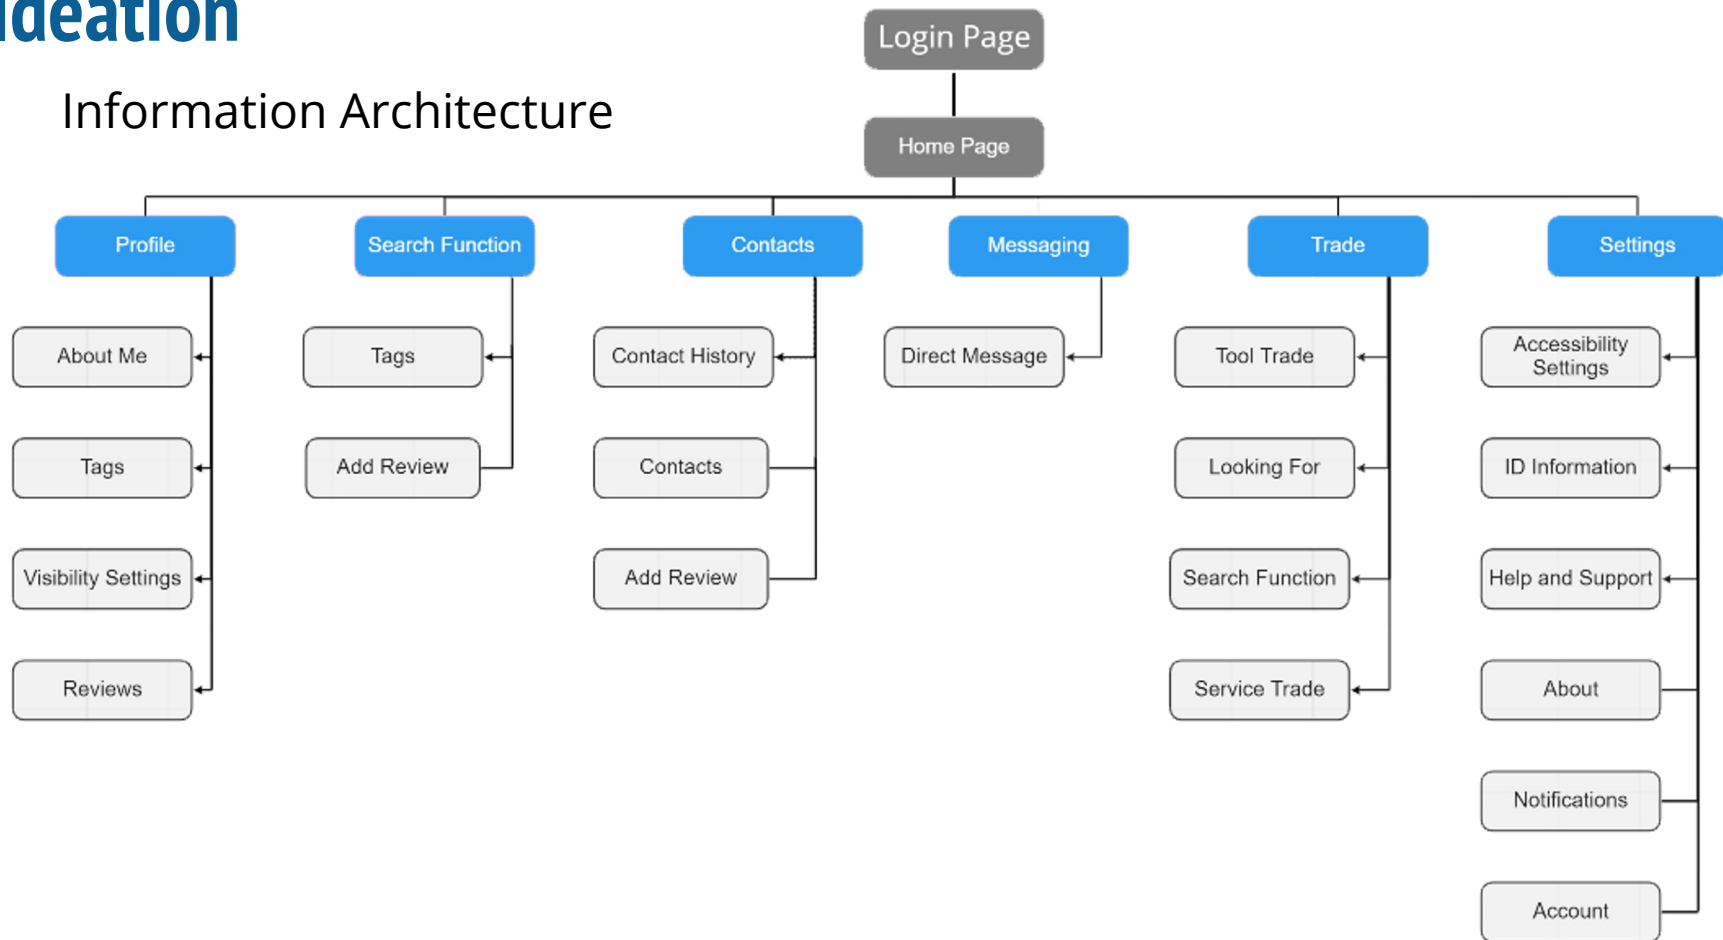 Ideation
Information Architecture
Login Page
Home Page
Profile
Search Function
Contacts
Messaging
Trade
Settings
About Me
Tags
Visibility Settings
Reviews
Tags
Add Review
Contact History
Contacts
Add Review
Direct Message
Tool Trade
Looking For
Search Function
Service Trade
Accessibility
Settings
ID Information
Help and Support
About
Notifications
Account